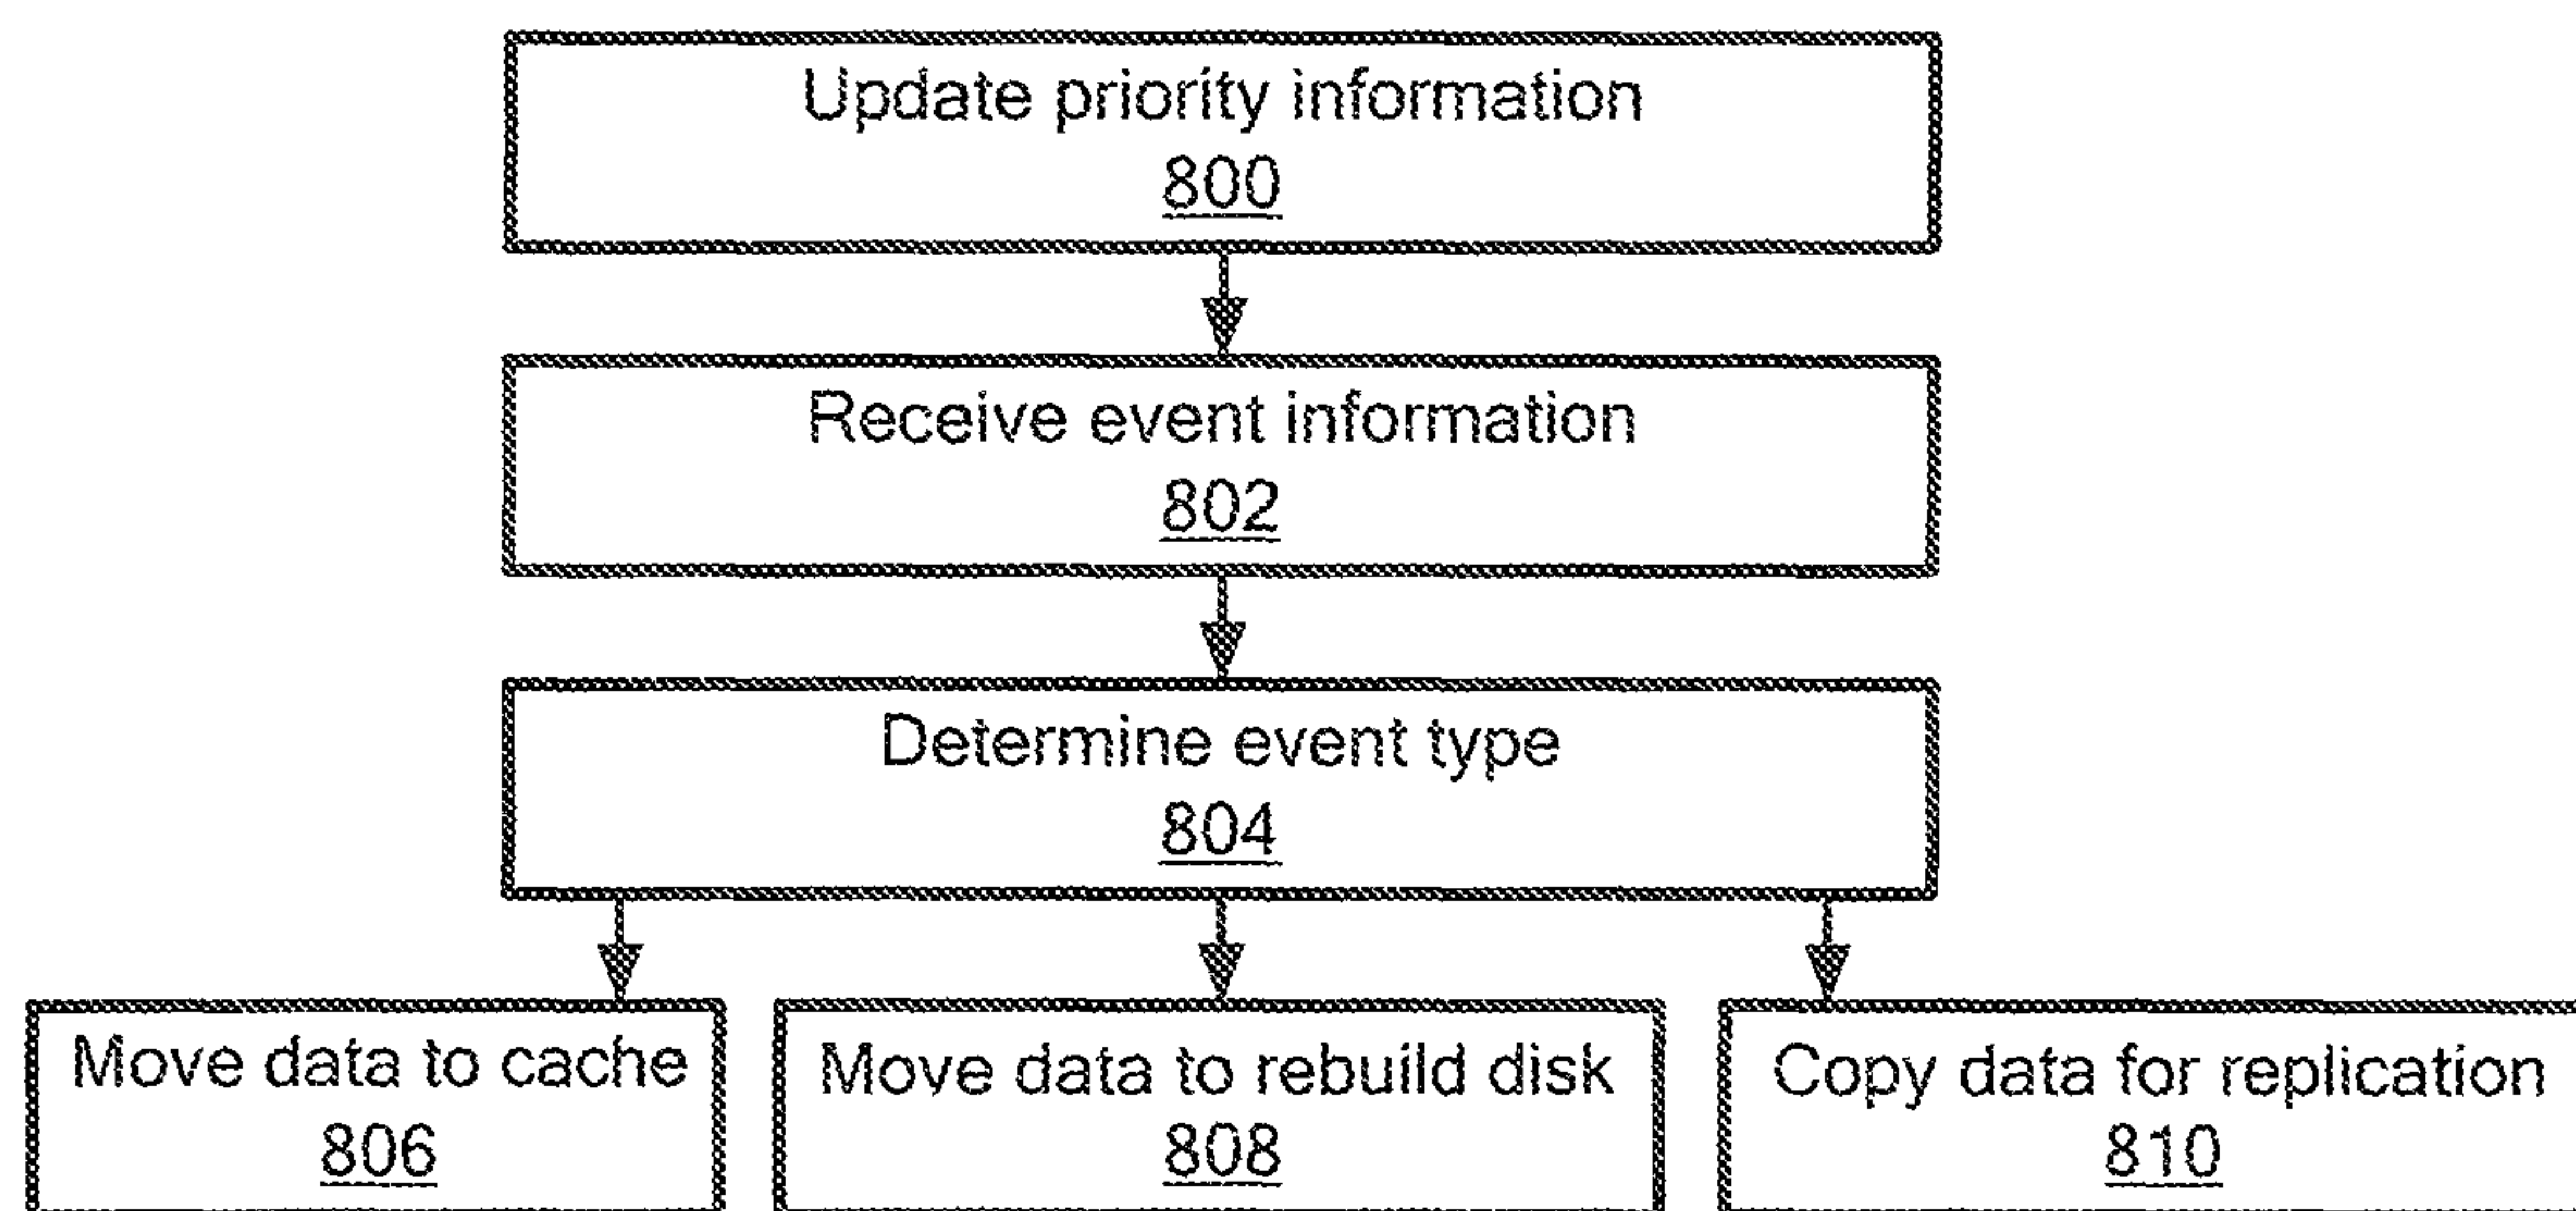 Update priority information
800
Receive event information
802
Determine event type
804
Move data to cache
806
Move data to rebuild disk
808
Copy data for replication
810